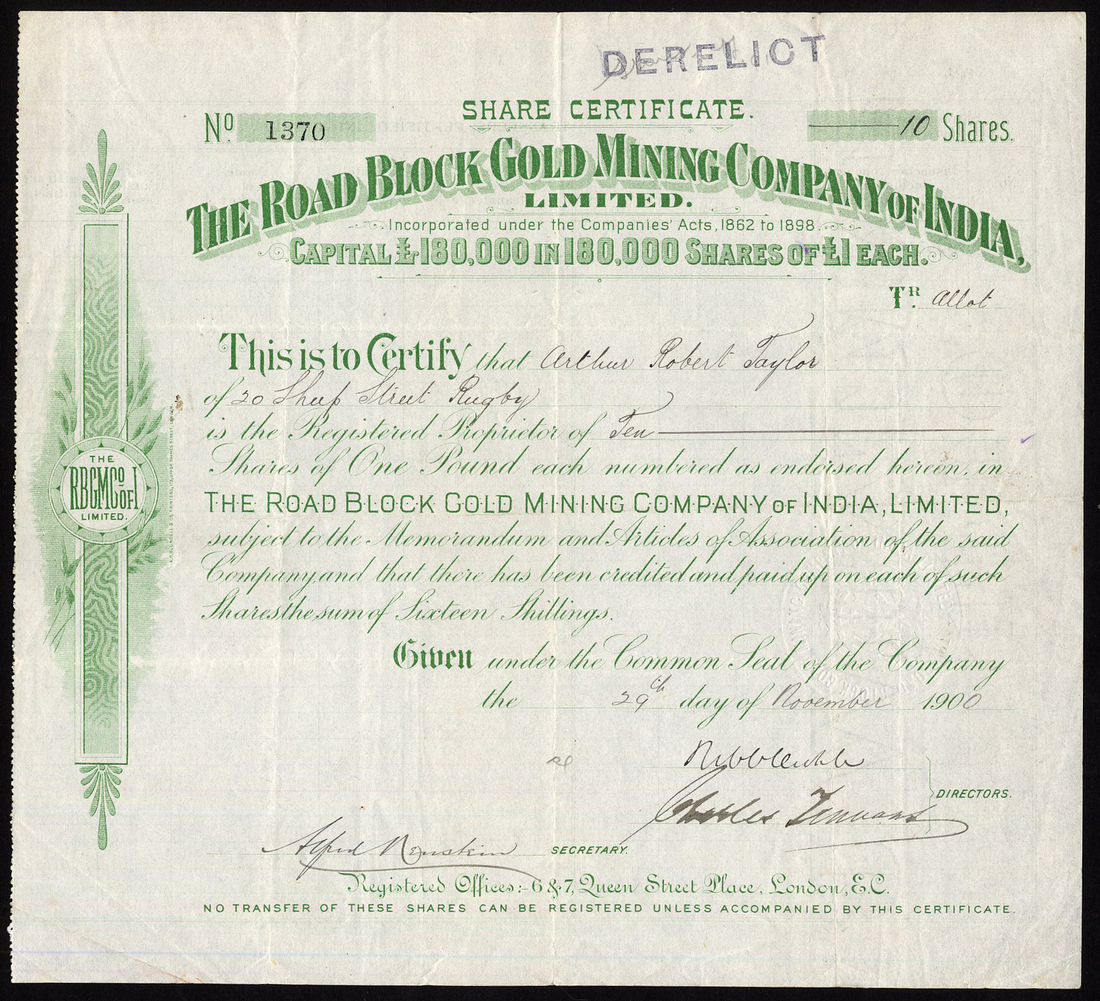 DERELICT
SHARE CERTIFICATE.
No 1370
10 Shares.
THE ROAD BLOCK GOLD MINING COMPANY OF INDIA,
LIMITED.
Incorporated under the Companies' Acts, 1862 to 1898.
CAPITAL £180,000 IN 180,000 SHARES OF £1 EACH.
TR. Allot
This is to Certify that Arthur Robert Taylor
of 20 Sheep Street Rugby
is the Registered Proprietor of Ten
Shares of One Pound each numbered as endorsed hereon, in
THE ROAD BLOCK GOLD MINING COMPANY OF INDIA, LIMITED,
subject to the Memorandum and Articles of Association of the said
Company and that there has been credited and paid up on each of such
Shares the sum of Sixteen Shillings.
THE
RBGMCo
OF I
LIMITED.
Given under the Common Seal of the Company
the 29th day of November 1900
Charles Tennant
DIRECTORS.
Alfred
SECRETARY.
Registered Offices:- 6 & 7, Queen Street Place, London, E.C.
NO TRANSFER OF THESE SHARES CAN BE REGISTERED UNLESS ACCOMPANIED BY THIS CERTIFICATE.